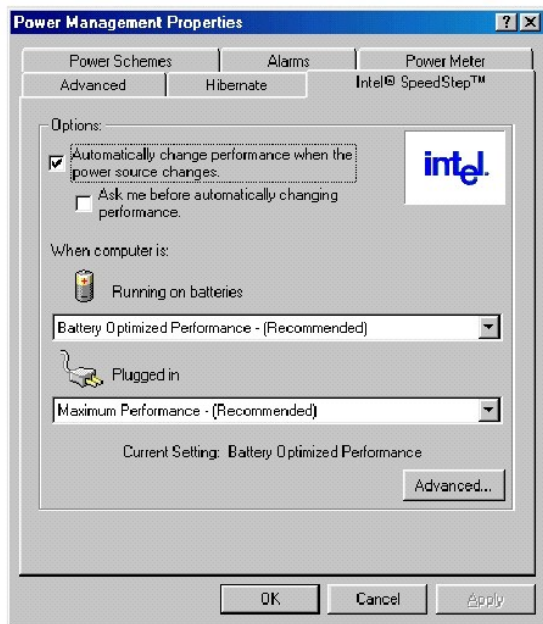 Power Management Properties
Power Schemes
Alarms
Power Meter
Advanced
Hibernate
Intel® SpeedStep™
Options:
Automatically change performance when the
power source changes.
intel.
Ask me before automatically changing
performance.
When computer is:
Running on batteries
Battery Optimized Performance - (Recommended)
Plugged in
Maximum Performance - (Recommended)
Current Setting: Battery Optimized Performance
Advanced...
OK
Cancel
Apply